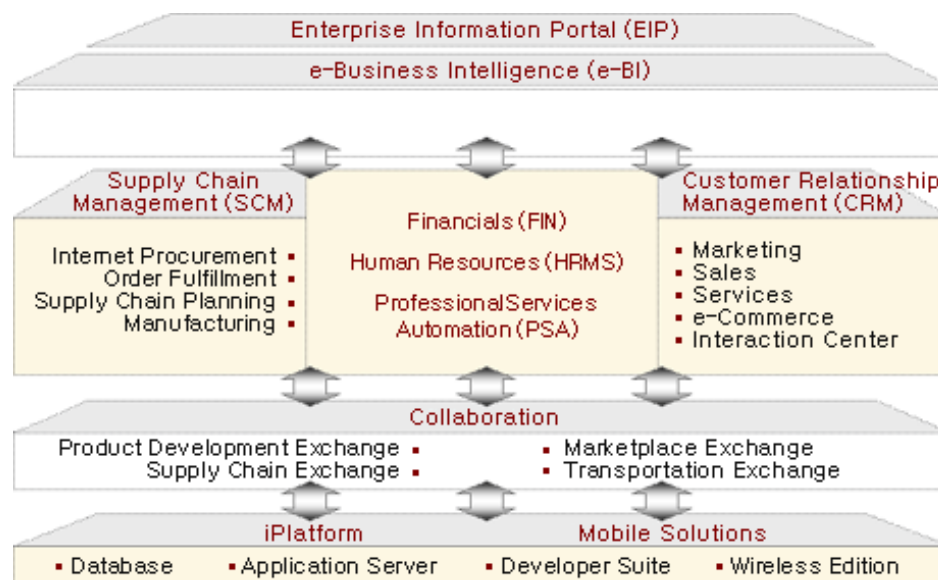 Enterprise Information Portal (EIP)
e-Business Intelligence (e-BI)
Supply Chain
Management (SCM)
Internet Procurement ▪
Order Fulfillment ▪
Supply Chain Planning ▪
Manufacturing ▪
Financials (FIN)
Human Resources (HRMS)
ProfessionalServices
Automation (PSA)
Customer Relationship
Management (CRM)
▪ Marketing
▪ Sales
▪ Services
▪ e-Commerce
▪ Interaction Center
Collaboration
Product Development Exchange ▪
Supply Chain Exchange ▪
▪ Marketplace Exchange
▪ Transportation Exchange
iPlatform
Mobile Solutions
▪ Database ▪ Application Server ▪ Developer Suite ▪ Wireless Edition